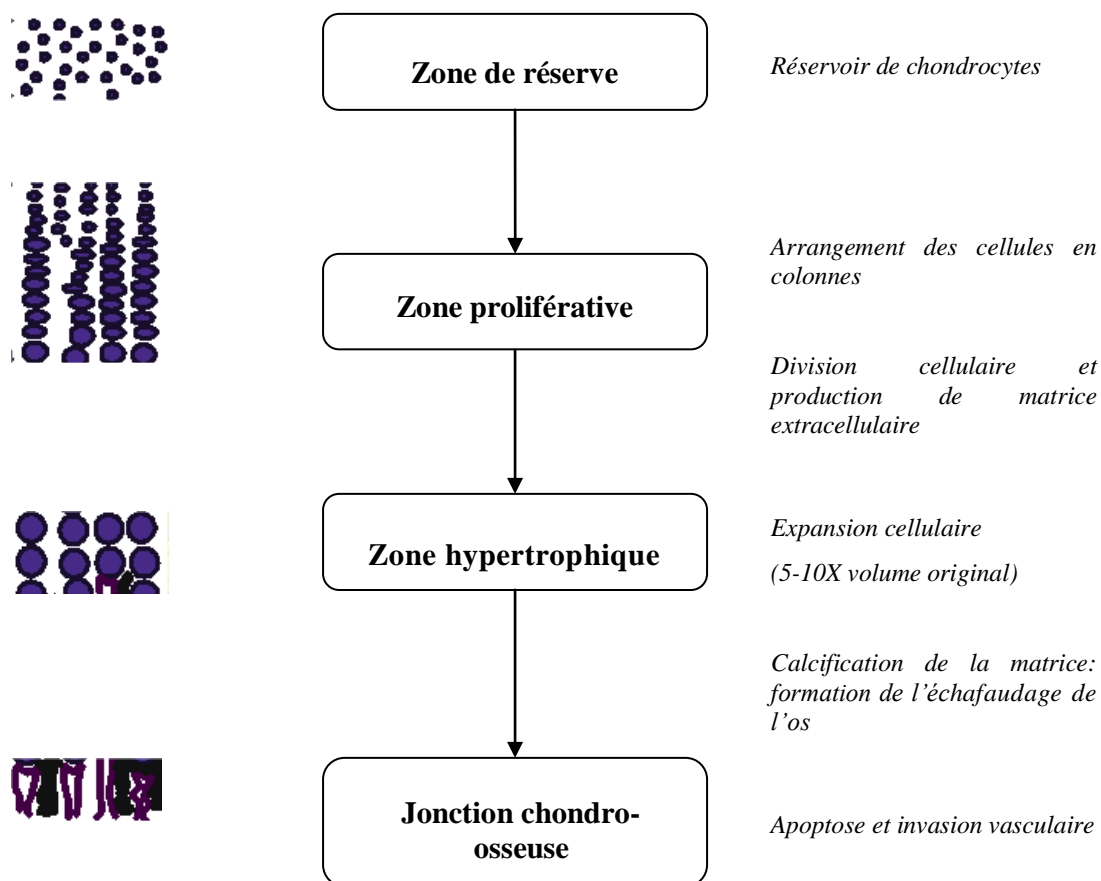 Zone de réserve
Réservoir de chondrocytes
Arrangement des cellules en
colonnes
Zone proliférative
Division cellulaire et
production de matrice
extracellulaire
Expansion cellulaire
Zone hypertrophique
(5-10X volume original)
Calcification de la matrice:
formation de l’échafaudage de
l’os
Jonction chondro-
osseuse
Apoptose et invasion vasculaire